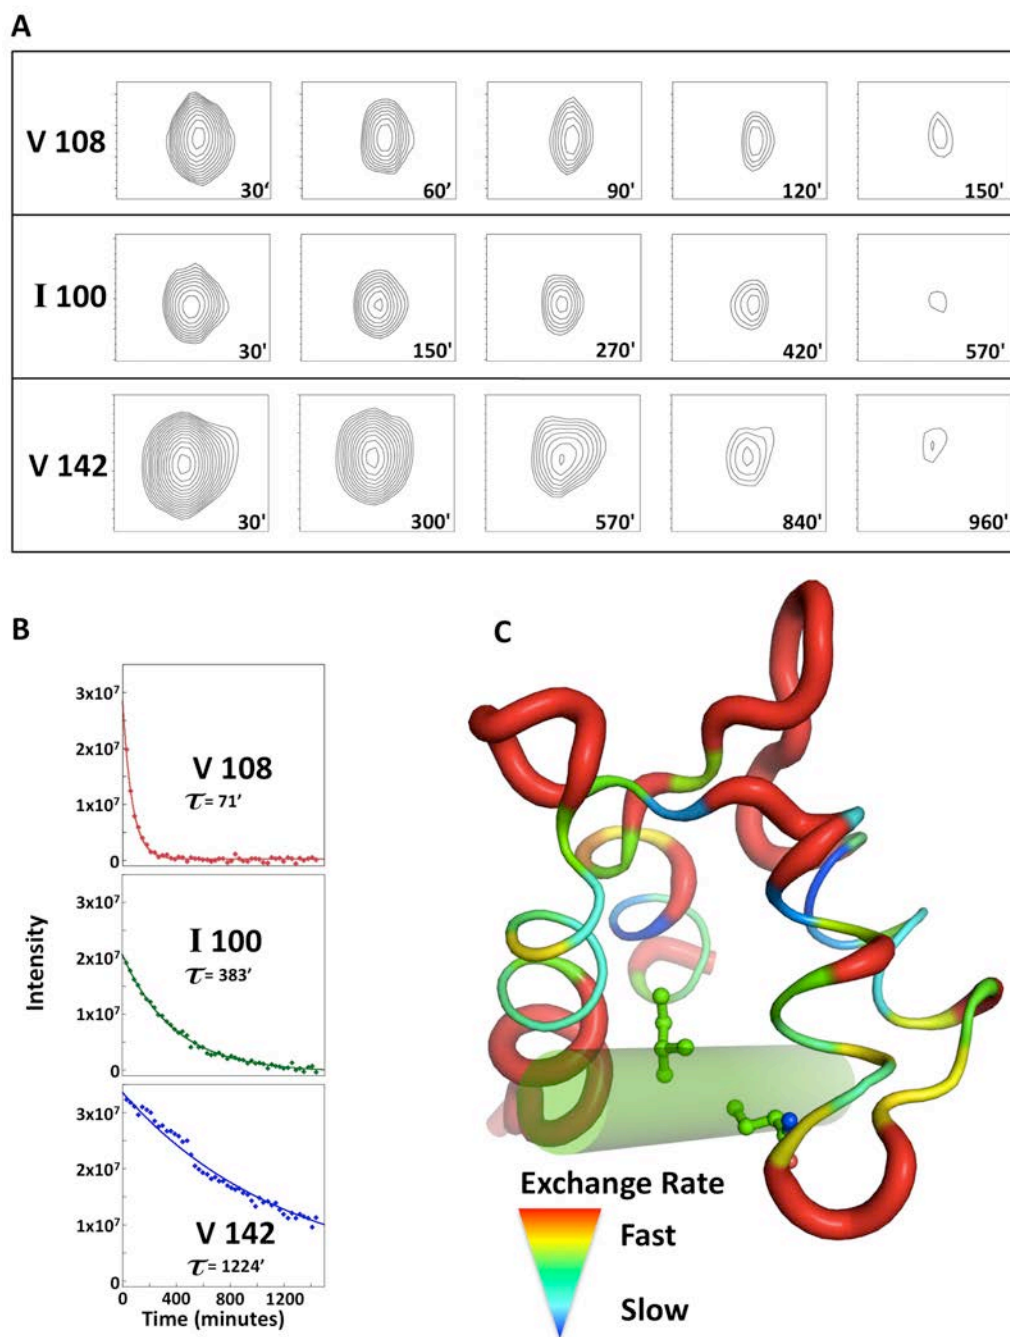 A
V 108
30' 60' 90' 120' 150'
I 100
30' 150' 270' 420' 570'
V 142
30' 300' 570' 840' 960'
B
3x10⁷
2x10⁷
1x10⁷
0
V 108
τ= 71'
3x10⁷
2x10⁷
1x10⁷
0
I 100
τ= 383'
3x10⁷
2x10⁷
1x10⁷
0
V 142
τ= 1224'
Intensity
0 400 800 1200
Time (minutes)
C
Exchange Rate
Fast
Slow